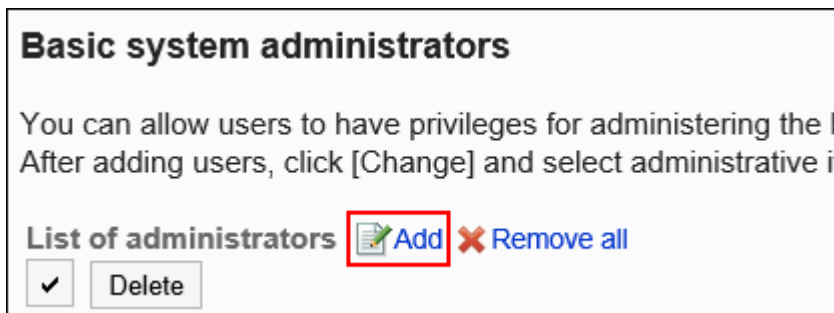 Basic system administrators
You can allow users to have privileges for administering the
After adding users, click [Change] and select administrative
List of administrators Add Remove all
Delete